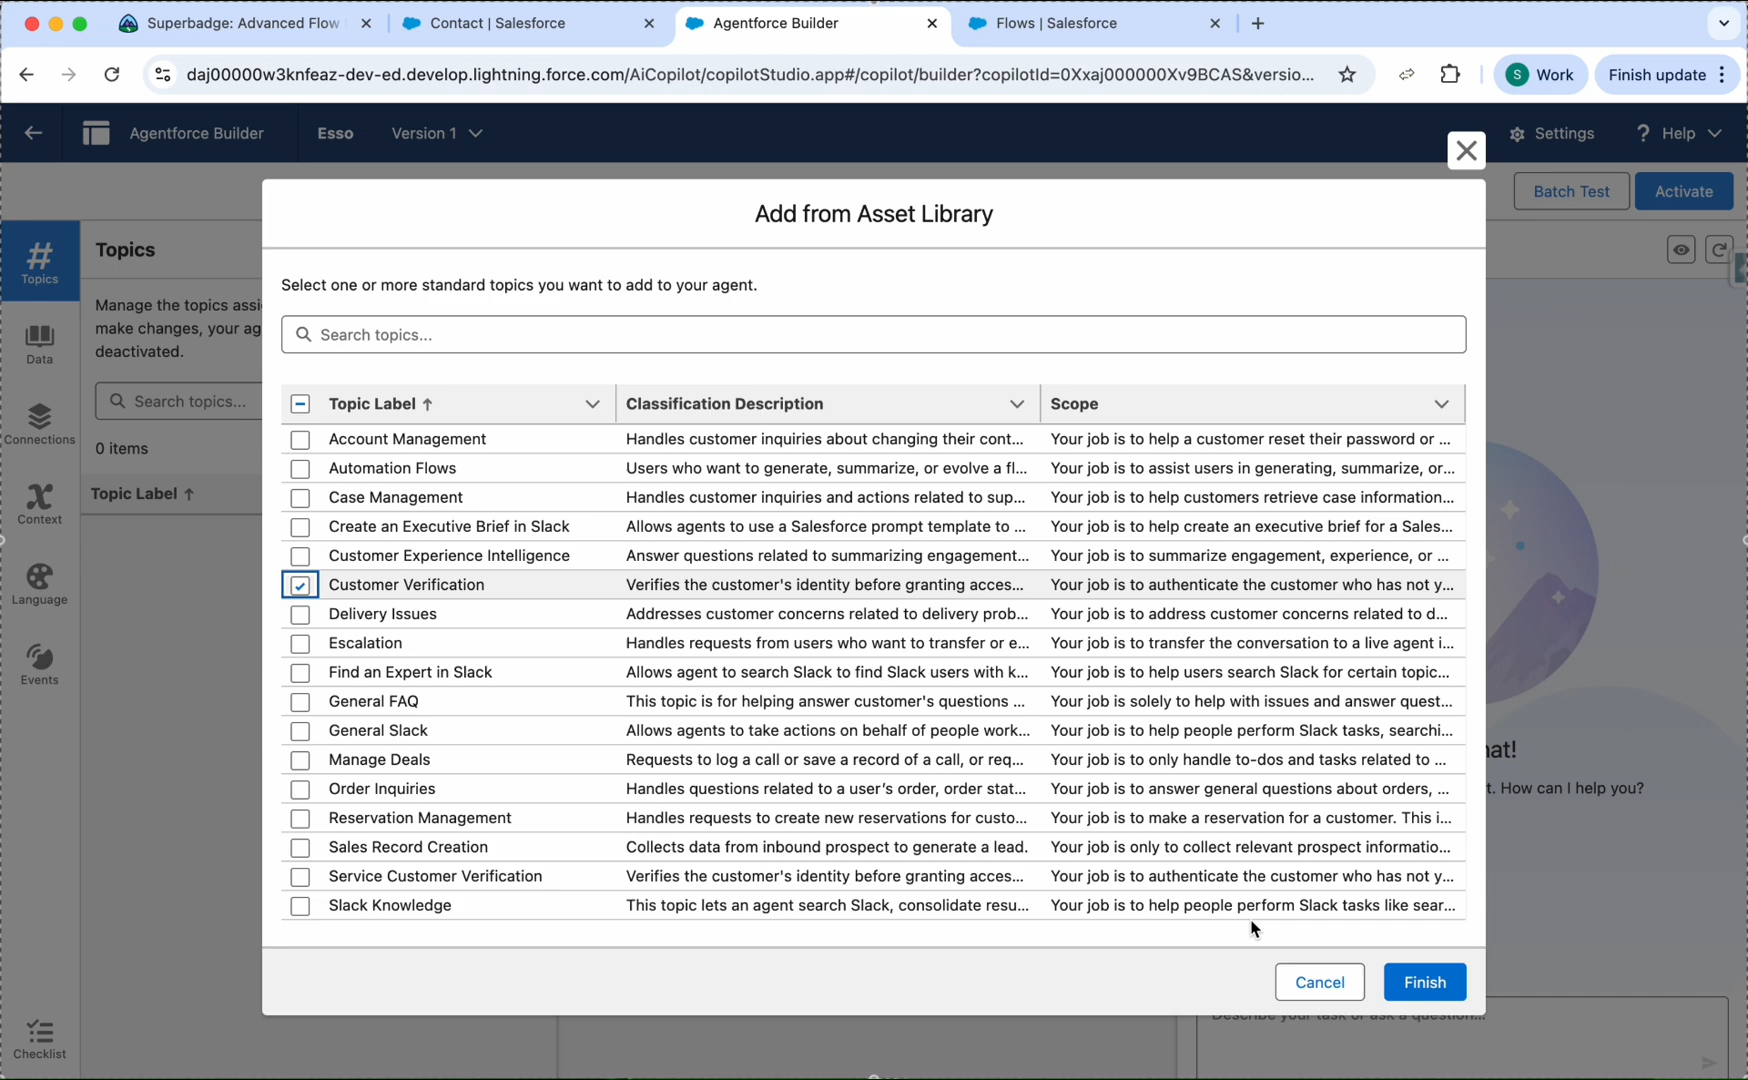 Superbadge: Advanced Flow
Contact | Salesforce
Agentforce Builder
Flows | Salesforce
daj00000w3knfeaz-dev-ed.develop.lightning.force.com/AiCopilot/copilotStudio.app#/copilot/builder?copilotId=0Xxaj000000Xv9BCAS&versio...
S Work
Finish update
Agentforce Builder
Esso
Version 1
Settings
? Help
Batch Test
Activate
Add from Asset Library
# Topics
Topics
Manage the topics assi
make changes, your ag
deactivated.
Search topics...
0 items
Topic Label ↑
Data
Connections
Context
Language
Events
Checklist
Select one or more standard topics you want to add to your agent.
Search topics...
Topic Label ↑ Classification Description Scope
Account Management Handles customer inquiries about changing their cont... Your job is to help a customer reset their password or ...
Automation Flows Users who want to generate, summarize, or evolve a fl... Your job is to assist users in generating, summarize, or...
Case Management Handles customer inquiries and actions related to sup... Your job is to help customers retrieve case information...
Create an Executive Brief in Slack Allows agents to use a Salesforce prompt template to ... Your job is to help create an executive brief for a Sales...
Customer Experience Intelligence Answer questions related to summarizing engagement... Your job is to summarize engagement, experience, or ...
Customer Verification Verifies the customer's identity before granting acces... Your job is to authenticate the customer who has not y...
Delivery Issues Addresses customer concerns related to delivery prob... Your job is to address customer concerns related to d...
Escalation Handles requests from users who want to transfer or e... Your job is to transfer the conversation to a live agent i...
Find an Expert in Slack Allows agent to search Slack to find Slack users with k... Your job is to help users search Slack for certain topic...
General FAQ This topic is for helping answer customer's questions ... Your job is solely to help with issues and answer quest...
General Slack Allows agents to take actions on behalf of people work... Your job is to help people perform Slack tasks, searchi...
Manage Deals Requests to log a call or save a record of a call, or req... Your job is to only handle to-dos and tasks related to ...
Order Inquiries Handles questions related to a user's order, order stat... Your job is to answer general questions about orders, ...
Reservation Management Handles requests to create new reservations for custo... Your job is to make a reservation for a customer. This i...
Sales Record Creation Collects data from inbound prospect to generate a lead. Your job is only to collect relevant prospect informatio...
Service Customer Verification Verifies the customer's identity before granting acces... Your job is to authenticate the customer who has not y...
Slack Knowledge This topic lets an agent search Slack, consolidate resu... Your job is to help people perform Slack tasks like sear...
Cancel
Finish
hat!
t. How can I help you?
Describe your task or ask a question...